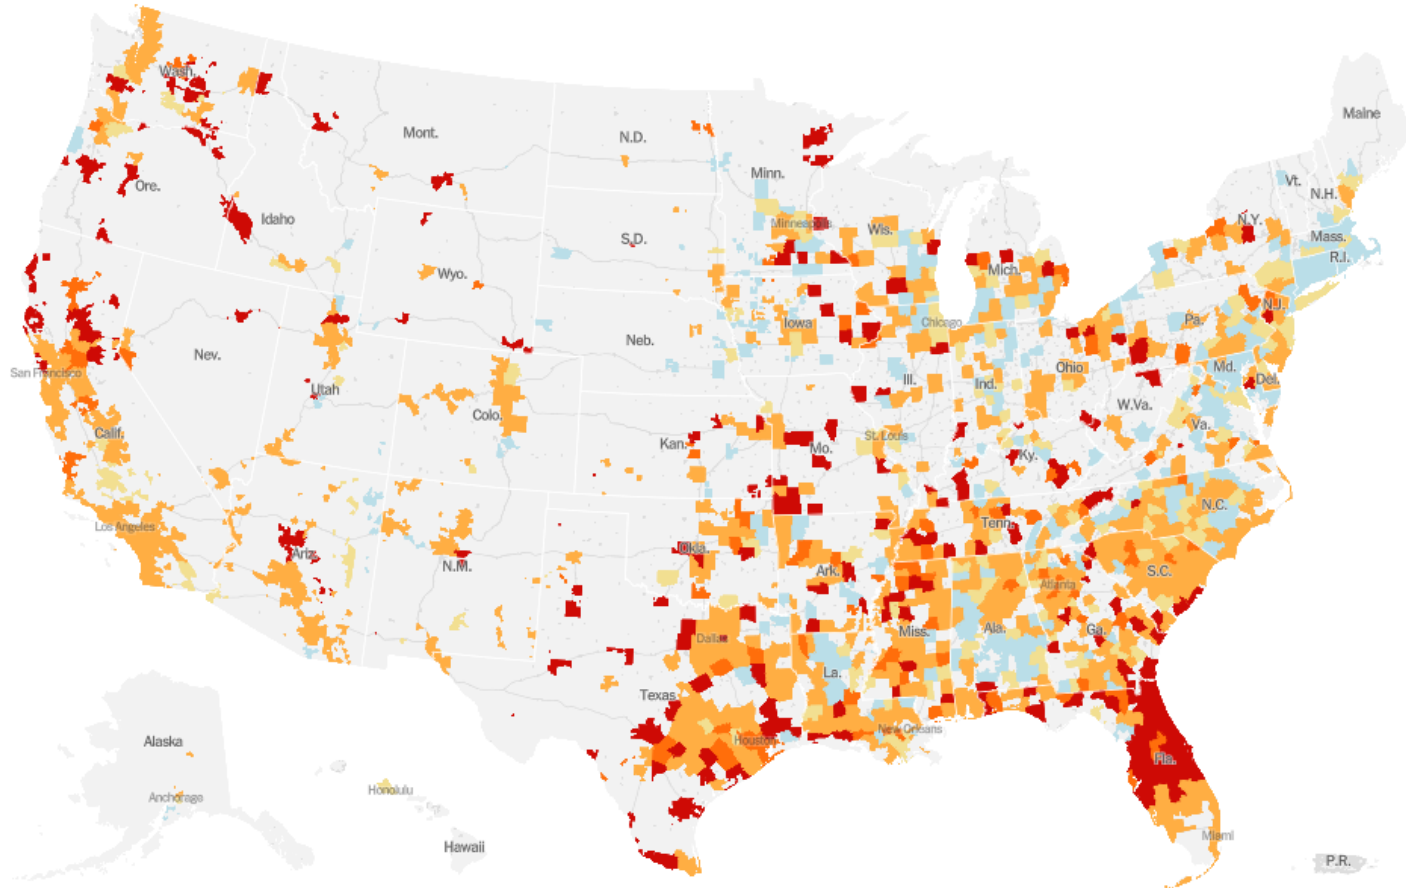 Wash.
Mont.
N.D.
Minn.
Maine
Vt.
N.H.
Ore.
Idaho
S.D.
Minneapolis
Wis.
N.Y.
Mass.
R.I.
Wyo.
Mich.
N.J.
Iowa
Chicago
Pa.
Neb.
Nev.
San Francisco
Ohio
Md.
Del.
Ill.
Ind.
Utah
Colo.
W.Va.
Va.
Calif.
Kan.
Mo.
St. Louis
Ky.
Los Angeles
N.C.
Tenn.
Ariz.
Okla.
N.M.
Ark.
S.C.
Atlanta
Dallas
Miss.
Ala.
Ga.
La.
Texas
Houston
New Orleans
Alaska
Fla.
Anchorage
Honolulu
Miami
Hawaii
P.R.